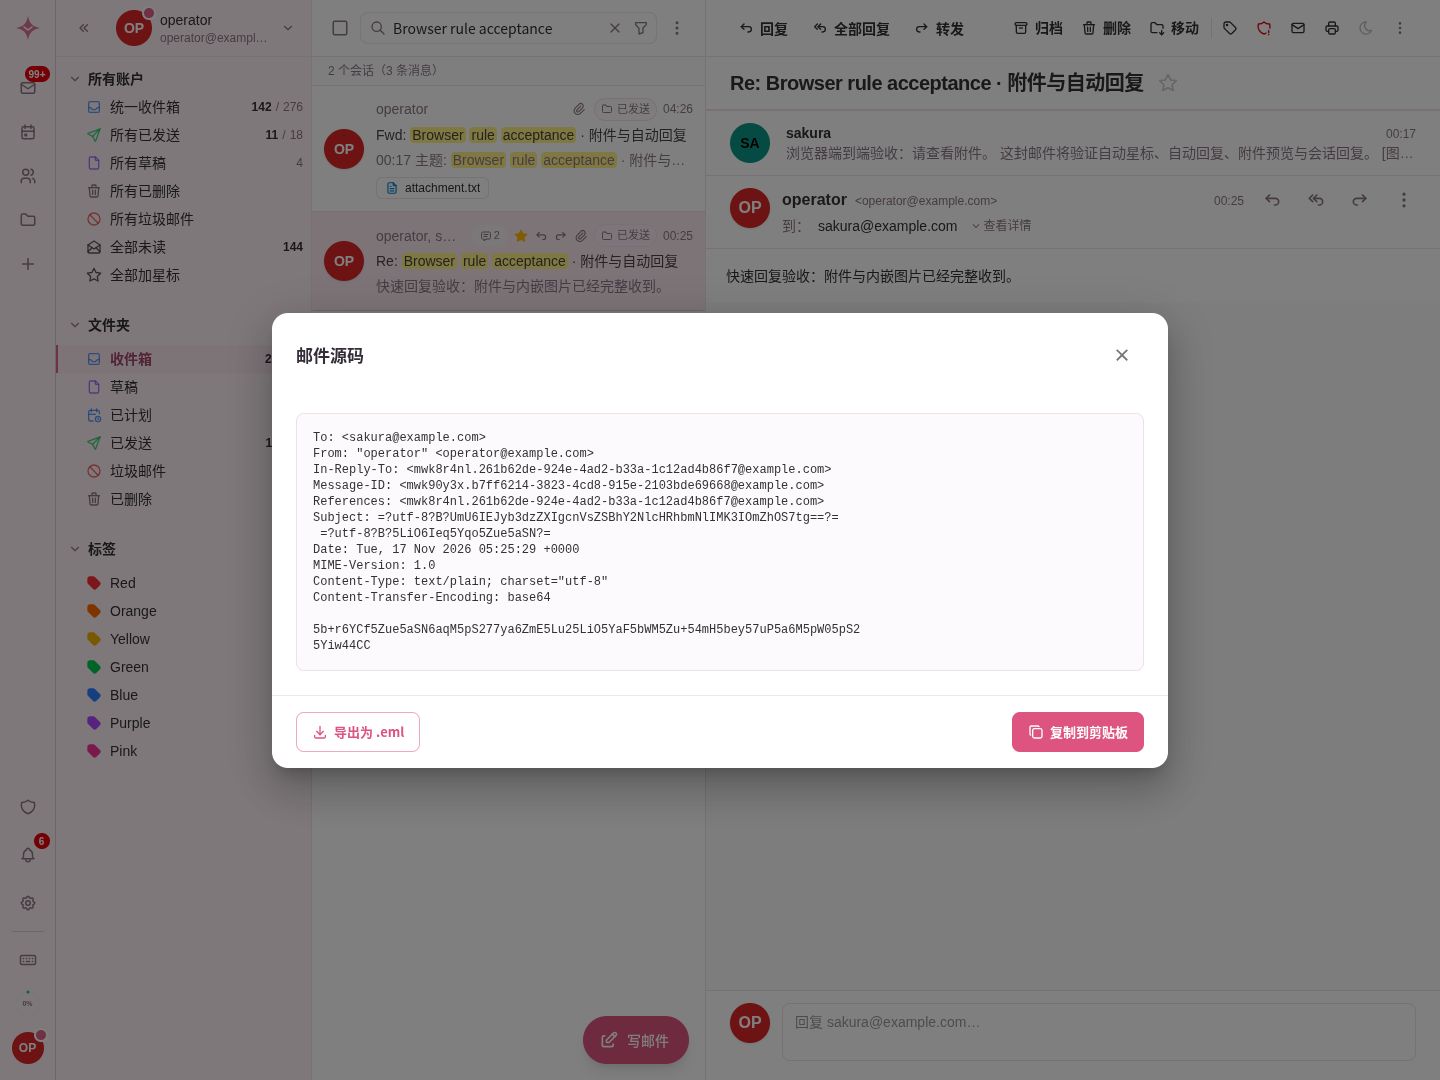 99+
6
0%
OP
OP
operator
operator@exampl…
所有账户
统一收件箱 142 / 276
所有已发送 11 / 18
所有草稿 4
所有已删除
所有垃圾邮件
全部未读 144
全部加星标
文件夹
收件箱 2
草稿
已计划
已发送 1
垃圾邮件
已删除
标签
Red
Orange
Yellow
Green
Blue
Purple
Pink
Browser rule acceptance
2 个会话（3 条消息）
OP
operator 已发送 04:26
Fwd: Browser rule acceptance · 附件与自动回复
00:17 主题: Browser rule acceptance · 附件与…
attachment.txt
OP
operator, s… 2 已发送 00:25
Re: Browser rule acceptance · 附件与自动回复
快速回复验收：附件与内嵌图片已经完整收到。
写邮件
回复 全部回复 转发 归档 删除 移动
Re: Browser rule acceptance · 附件与自动回复
SA
sakura 00:17
浏览器端到端验收：请查看附件。 这封邮件将验证自动星标、自动回复、附件预览与会话回复。 [图…
OP
operator <operator@example.com> 00:25
到： sakura@example.com 查看详情
快速回复验收：附件与内嵌图片已经完整收到。
邮件源码
To: <sakura@example.com>
From: "operator" <operator@example.com>
In-Reply-To: <mwk8r4nl.261b62de-924e-4ad2-b33a-1c12ad4b86f7@example.com>
Message-ID: <mwk90y3x.b7ff6214-3823-4cd8-915e-2103bde69668@example.com>
References: <mwk8r4nl.261b62de-924e-4ad2-b33a-1c12ad4b86f7@example.com>
Subject: =?utf-8?B?UmU6IEJyb3dzZXIgcnVsZSBhY2NlcHRhbmNlIMK3IOmZhOS7tg==?=
=?utf-8?B?5LiO6Ieq5Yqo5Zue5aSN?=
Date: Tue, 17 Nov 2026 05:25:29 +0000
MIME-Version: 1.0
Content-Type: text/plain; charset="utf-8"
Content-Transfer-Encoding: base64
5b+r6YCf5Zue5aSN6aqM5pS277ya6ZmE5Lu25LiO5YaF5bWM5Zu+54mH5bey57uP5a6M5pW05pS2
5Yiw44CC
导出为 .eml
复制到剪贴板
OP
回复 sakura@example.com…